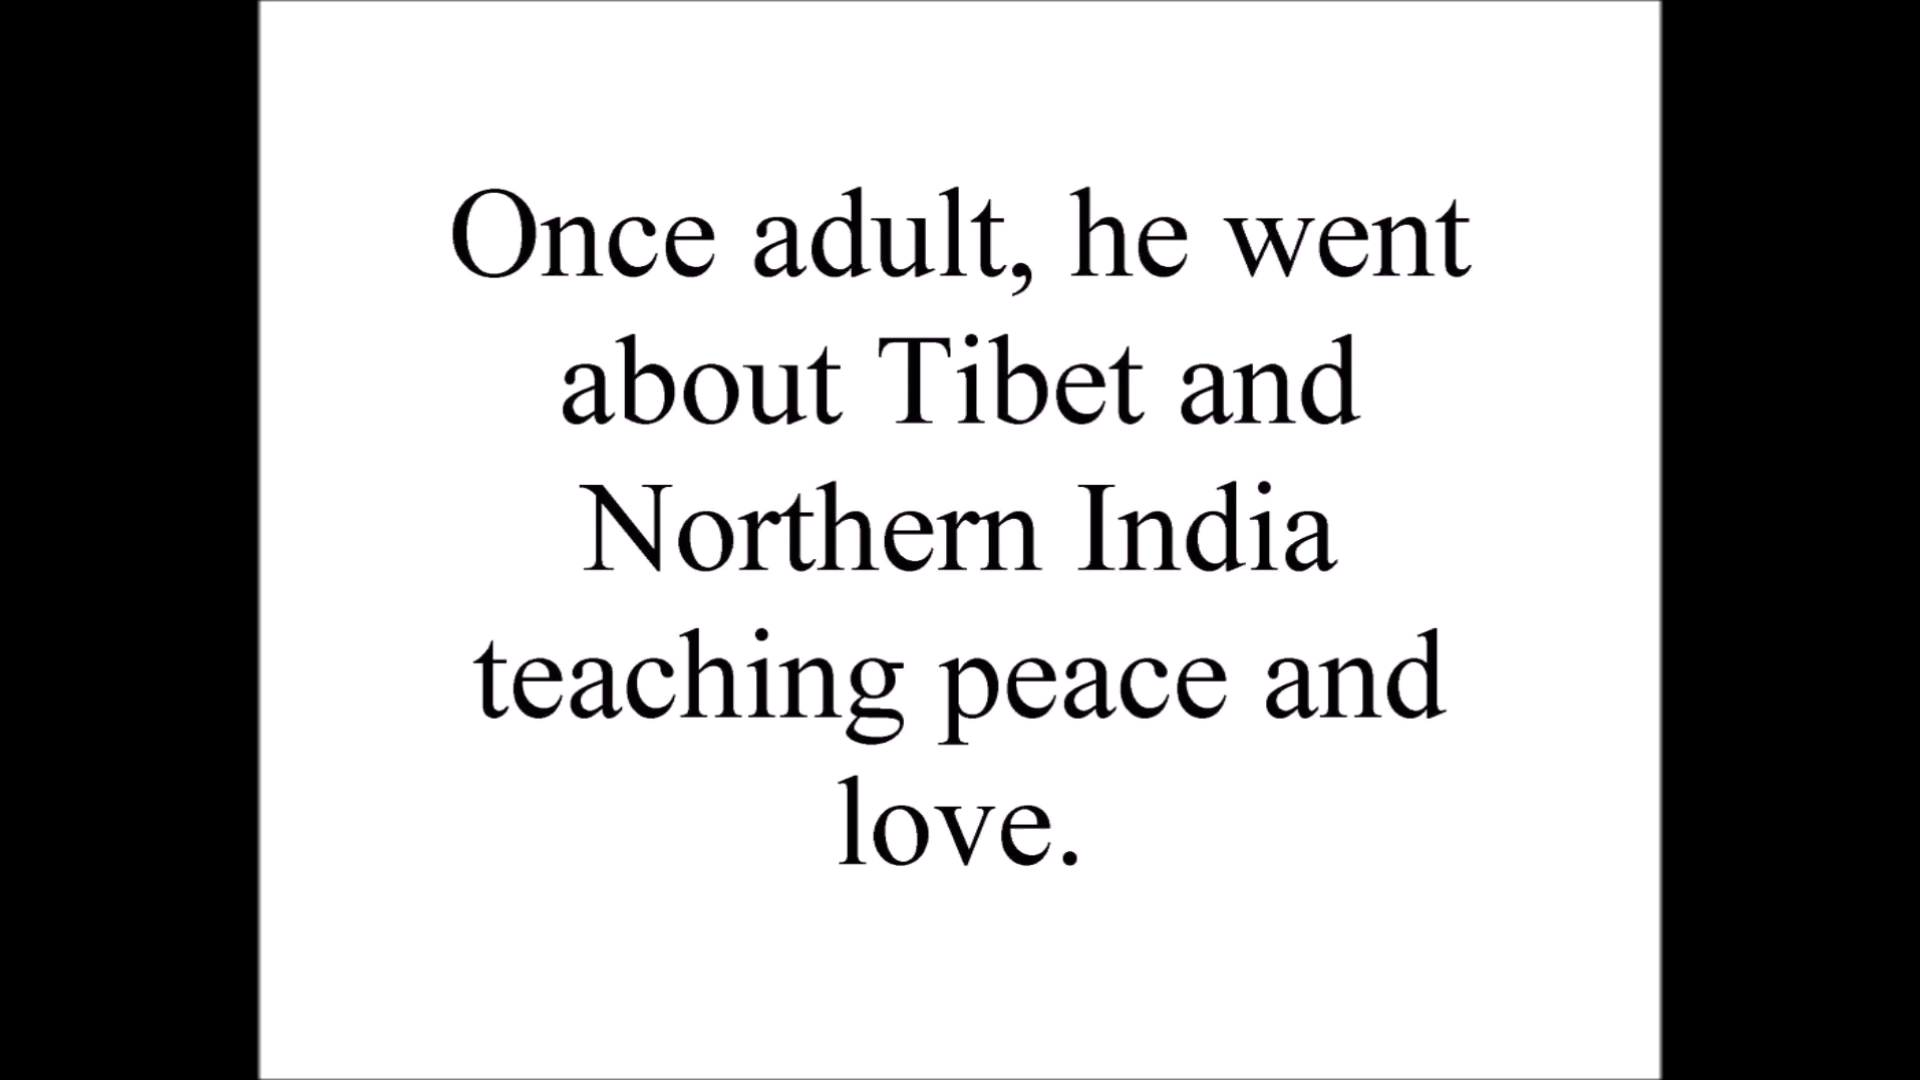 Once adult, he went
about Tibet and
Northern India
teaching peace and
love.